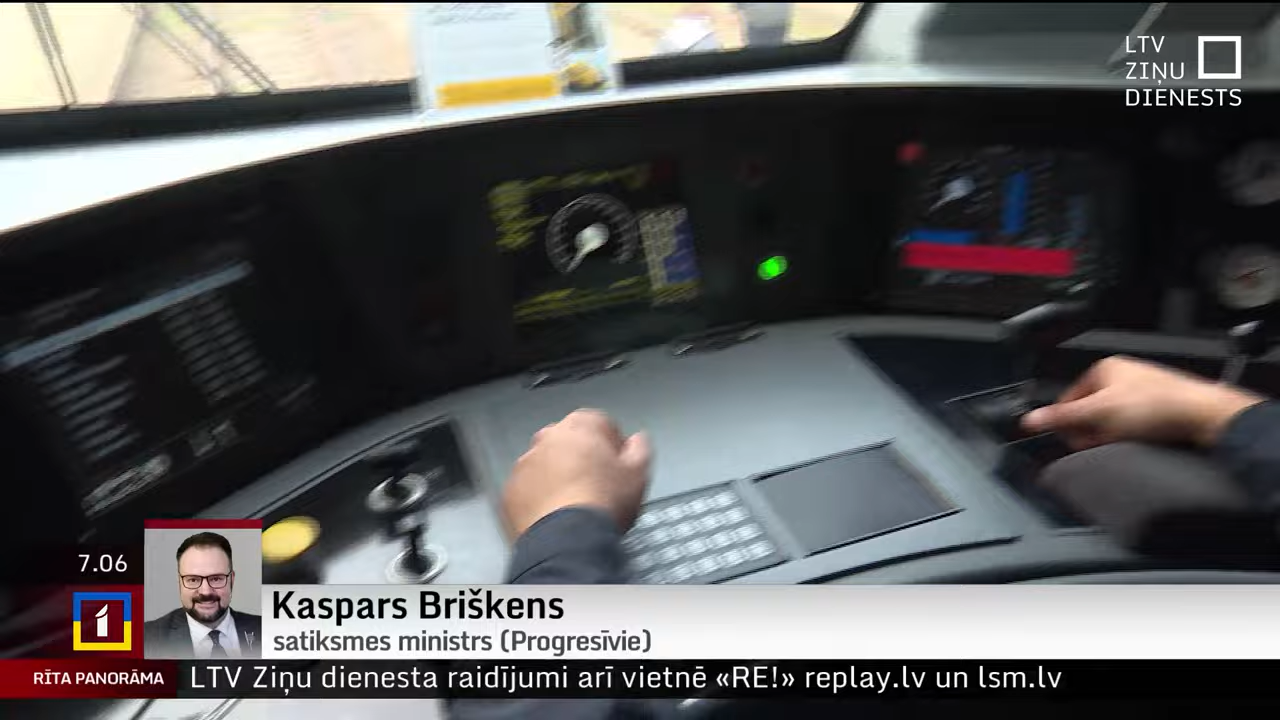 LTV
ZIŅU
DIENESTS
7.06
1
Kaspars Briškens
satiksmes ministrs (Progresīvie)
RĪTA PANORĀMA
LTV Ziņu dienesta raidījumi arī vietnē «RE!» replay.lv un lsm.lv